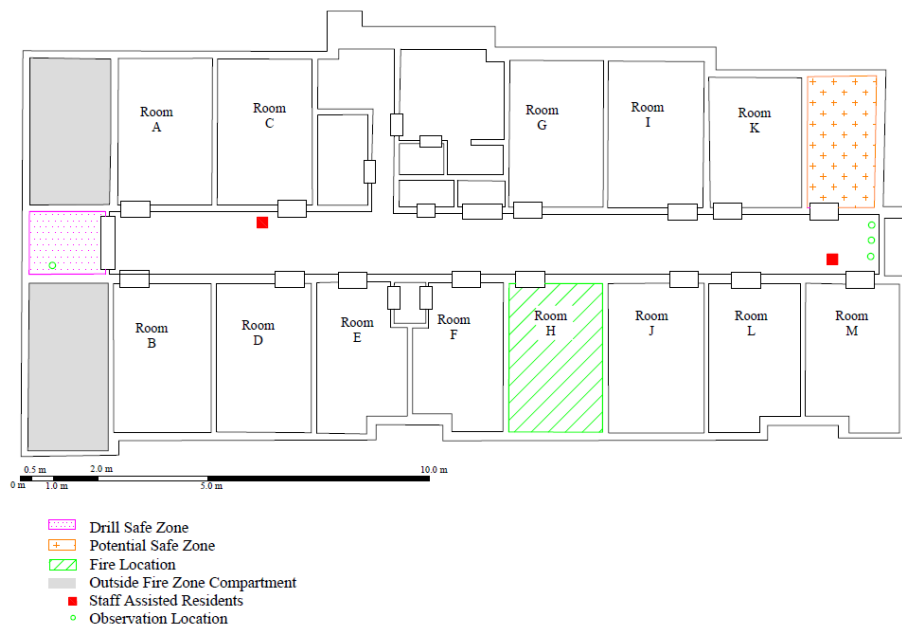 Room
A
Room
C
Room
G
Room
I
Room
K
Room
B
Room
D
Room
E
Room
F
Room
H
Room
J
Room
L
Room
M
0 m
0.5 m
1.0 m
2.0 m
5.0 m
10.0 m
Drill Safe Zone
Potential Safe Zone
Fire Location
Outside Fire Zone Compartment
Staff Assisted Residents
Observation Location